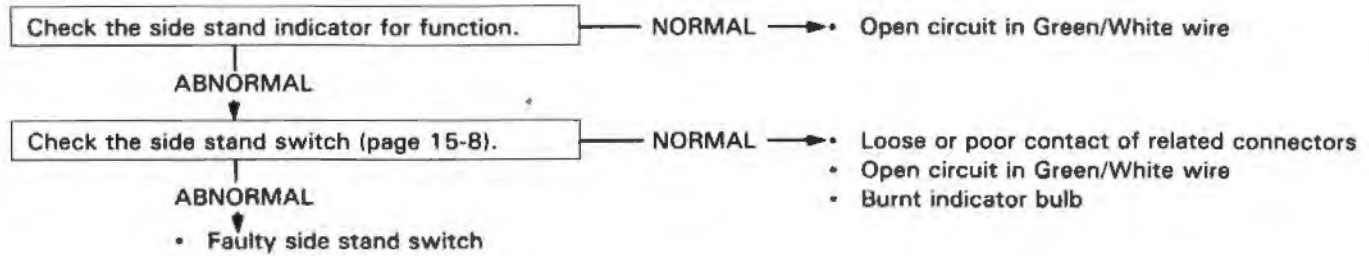 Check the side stand indicator for function. NORMAL • Open circuit in Green/White wire
ABNORMAL
Check the side stand switch (page 15-8). NORMAL • Loose or poor contact of related connectors
• Open circuit in Green/White wire
ABNORMAL • Burnt indicator bulb
• Faulty side stand switch